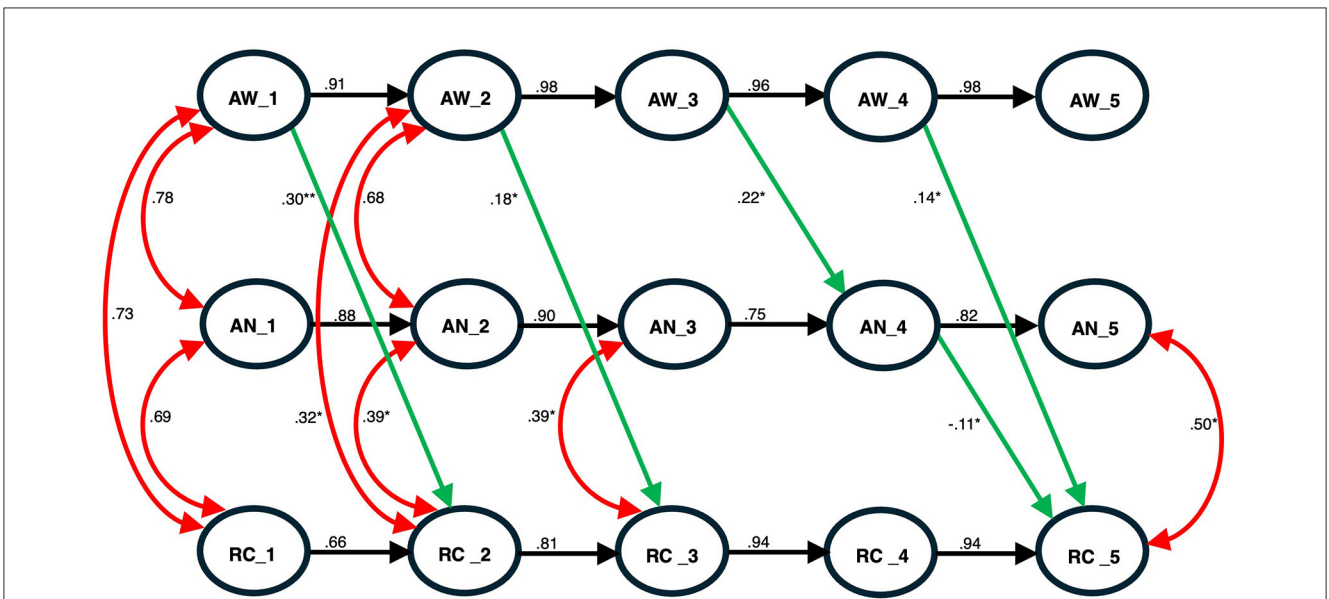 .91
.98
.96
.98
AW_1
AW_2
AW_3
AW_4
AW_5
.78
.30**
.68
.18*
.22*
.14*
.73
.88
.90
.75
.82
AN_1
AN_2
AN_3
AN_4
AN_5
.69
.32*
.39*
.39*
-.11*
.50*
.66
.81
.94
.94
RC_1
RC _2
RC _3
RC _4
RC _5